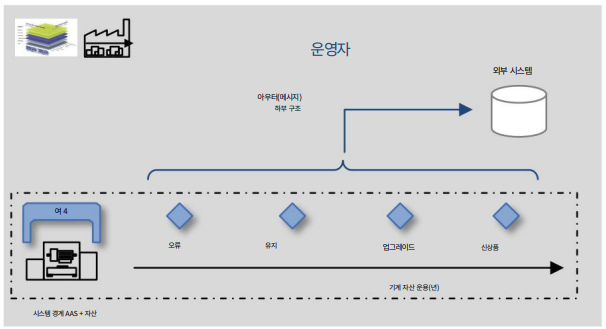 운영자
외부 시스템
아우터(메시지)
하부 구조
여 4
오류
유지
업그레이드
신상품
기계 자산 운용(년)
시스템 경계 AAS + 자산